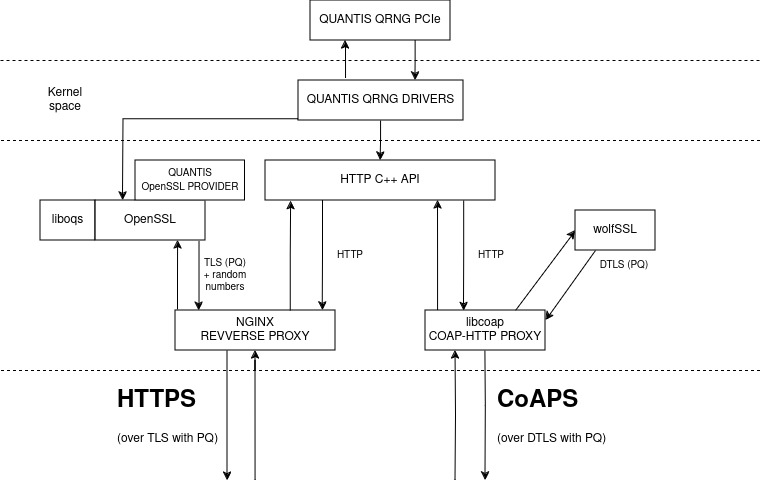 QUANTIS QRNG PCIe
Kernel
space
QUANTIS QRNG DRIVERS
QUANTIS
OpenSSL PROVIDER
HTTP C++ API
liboqs
OpenSSL
wolfSSL
TLS (PQ)
+ random
numbers
HTTP
HTTP
DTLS (PQ)
NGINX
REVVERSE PROXY
libcoap
COAP-HTTP PROXY
HTTPS
(over TLS with PQ)
CoAPS
(over DTLS with PQ)